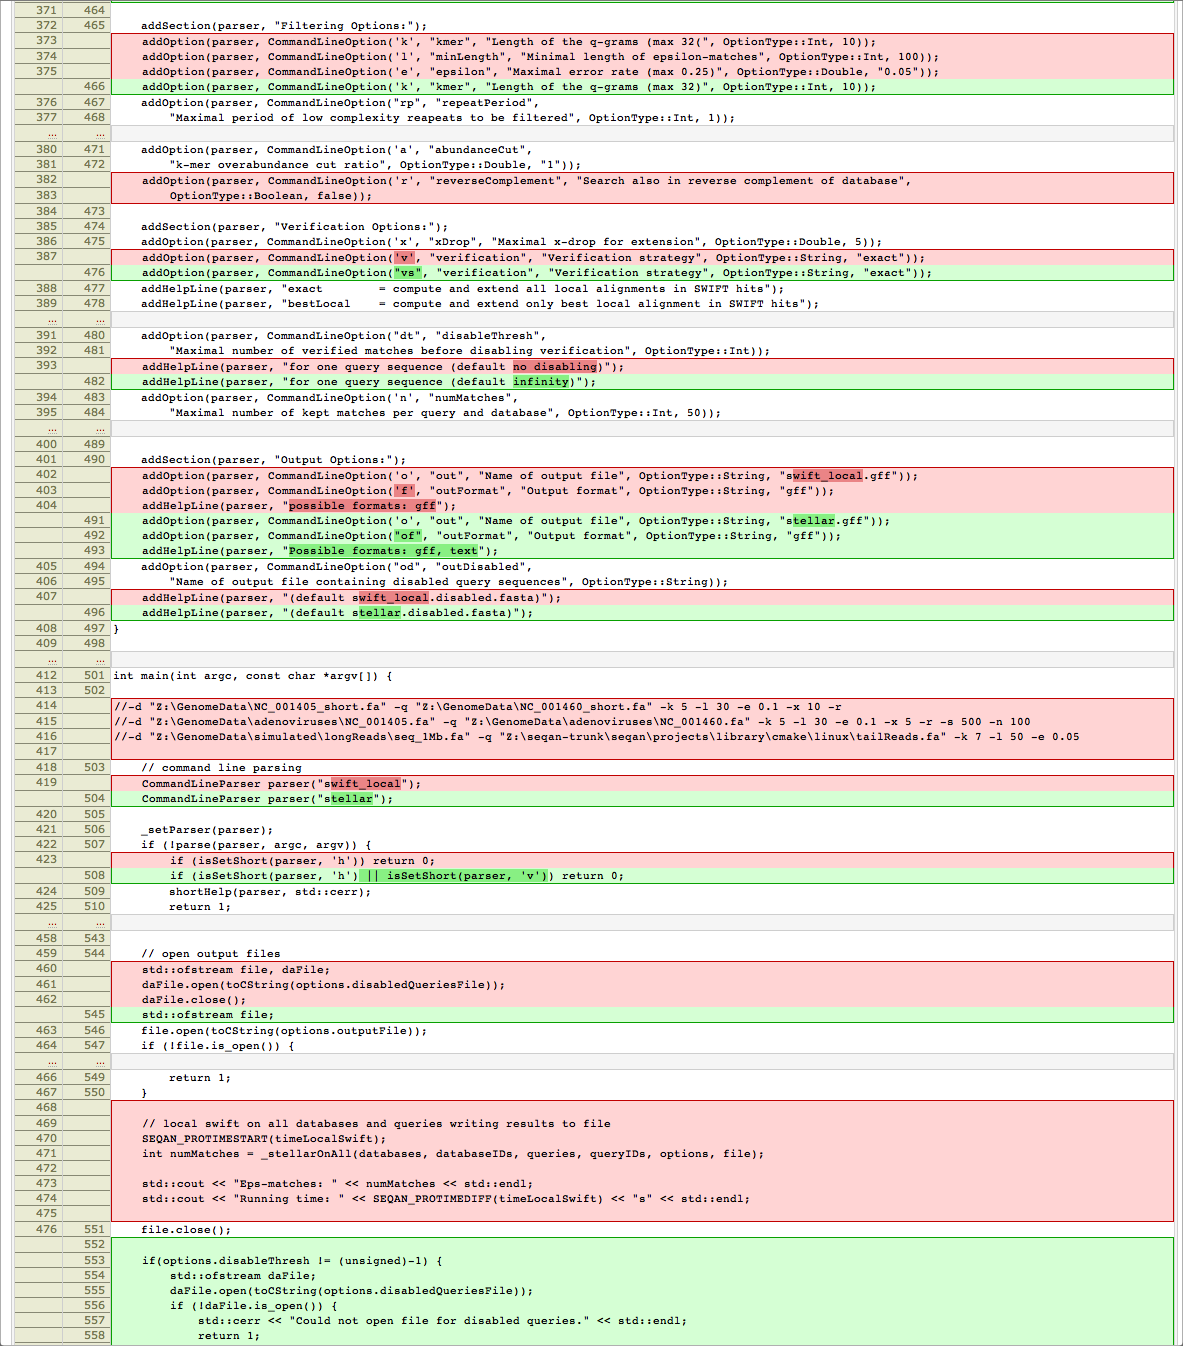 371 464
372 465     addSection(parser, "Filtering Options:");
373         addOption(parser, CommandLineOption('k', "kmer", "Length of the q-grams (max 32(", OptionType::Int, 10));
374         addOption(parser, CommandLineOption('l', "minLength", "Minimal length of epsilon-matches", OptionType::Int, 100));
375         addOption(parser, CommandLineOption('e', "epsilon", "Maximal error rate (max 0.25)", OptionType::Double, "0.05"));
    466     addOption(parser, CommandLineOption('k', "kmer", "Length of the q-grams (max 32)", OptionType::Int, 10));
376 467     addOption(parser, CommandLineOption("rp", "repeatPeriod",
377 468         "Maximal period of low complexity reapeats to be filtered", OptionType::Int, 1));
... ...
380 471     addOption(parser, CommandLineOption('a', "abundanceCut",
381 472         "k-mer overabundance cut ratio", OptionType::Double, "1"));
382         addOption(parser, CommandLineOption('r', "reverseComplement", "Search also in reverse complement of database",
383             OptionType::Boolean, false));
384 473
385 474     addSection(parser, "Verification Options:");
386 475     addOption(parser, CommandLineOption('x', "xDrop", "Maximal x-drop for extension", OptionType::Double, 5));
387         addOption(parser, CommandLineOption('v', "verification", "Verification strategy", OptionType::String, "exact"));
    476     addOption(parser, CommandLineOption("vs", "verification", "Verification strategy", OptionType::String, "exact"));
388 477     addHelpLine(parser, "exact        = compute and extend all local alignments in SWIFT hits");
389 478     addHelpLine(parser, "bestLocal    = compute and extend only best local alignment in SWIFT hits");
... ...
391 480     addOption(parser, CommandLineOption("dt", "disableThresh",
392 481         "Maximal number of verified matches before disabling verification", OptionType::Int));
393         addHelpLine(parser, "for one query sequence (default no disabling)");
    482     addHelpLine(parser, "for one query sequence (default infinity)");
394 483     addOption(parser, CommandLineOption('n', "numMatches",
395 484         "Maximal number of kept matches per query and database", OptionType::Int, 50));
... ...
400 489
401 490     addSection(parser, "Output Options:");
402         addOption(parser, CommandLineOption('o', "out", "Name of output file", OptionType::String, "swift_local.gff"));
403         addOption(parser, CommandLineOption('f', "outFormat", "Output format", OptionType::String, "gff"));
404         addHelpLine(parser, "possible formats: gff");
    491     addOption(parser, CommandLineOption('o', "out", "Name of output file", OptionType::String, "stellar.gff"));
    492     addOption(parser, CommandLineOption("of", "outFormat", "Output format", OptionType::String, "gff"));
    493     addHelpLine(parser, "Possible formats: gff, text");
405 494     addOption(parser, CommandLineOption("od", "outDisabled",
406 495         "Name of output file containing disabled query sequences", OptionType::String));
407         addHelpLine(parser, "(default swift_local.disabled.fasta)");
    496     addHelpLine(parser, "(default stellar.disabled.fasta)");
408 497 }
409 498
... ...
412 501 int main(int argc, const char *argv[]) {
413 502
414     //-d "Z:\GenomeData\NC_001405_short.fa" -q "Z:\GenomeData\NC_001460_short.fa" -k 5 -l 30 -e 0.1 -x 10 -r
415     //-d "Z:\GenomeData\adenoviruses\NC_001405.fa" -q "Z:\GenomeData\adenoviruses\NC_001460.fa" -k 5 -l 30 -e 0.1 -x 5 -r -s 500 -n 100
416     //-d "Z:\GenomeData\simulated\longReads\seq_1Mb.fa" -q "Z:\seqan-trunk\seqan\projects\library\cmake\linux\tailReads.fa" -k 7 -l 50 -e 0.05
417
418 503     // command line parsing
419         CommandLineParser parser("swift_local");
    504     CommandLineParser parser("stellar");
420 505
421 506     _setParser(parser);
422 507     if (!parse(parser, argc, argv)) {
423             if (isSetShort(parser, 'h')) return 0;
    508         if (isSetShort(parser, 'h') || isSetShort(parser, 'v')) return 0;
424 509         shortHelp(parser, std::cerr);
425 510         return 1;
... ...
458 543
459 544     // open output files
460         std::ofstream file, daFile;
461         daFile.open(toCString(options.disabledQueriesFile));
462         daFile.close();
    545     std::ofstream file;
463 546     file.open(toCString(options.outputFile));
464 547     if (!file.is_open()) {
... ...
466 549         return 1;
467 550     }
468
469         // local swift on all databases and queries writing results to file
470         SEQAN_PROTIMESTART(timeLocalSwift);
471         int numMatches = _stellarOnAll(databases, databaseIDs, queries, queryIDs, options, file);
472
473         std::cout << "Eps-matches: " << numMatches << std::endl;
474         std::cout << "Running time: " << SEQAN_PROTIMEDIFF(timeLocalSwift) << "s" << std::endl;
475
476 551     file.close();
    552
    553     if(options.disableThresh != (unsigned)-1) {
    554         std::ofstream daFile;
    555         daFile.open(toCString(options.disabledQueriesFile));
    556         if (!daFile.is_open()) {
    557             std::cerr << "Could not open file for disabled queries." << std::endl;
    558             return 1;